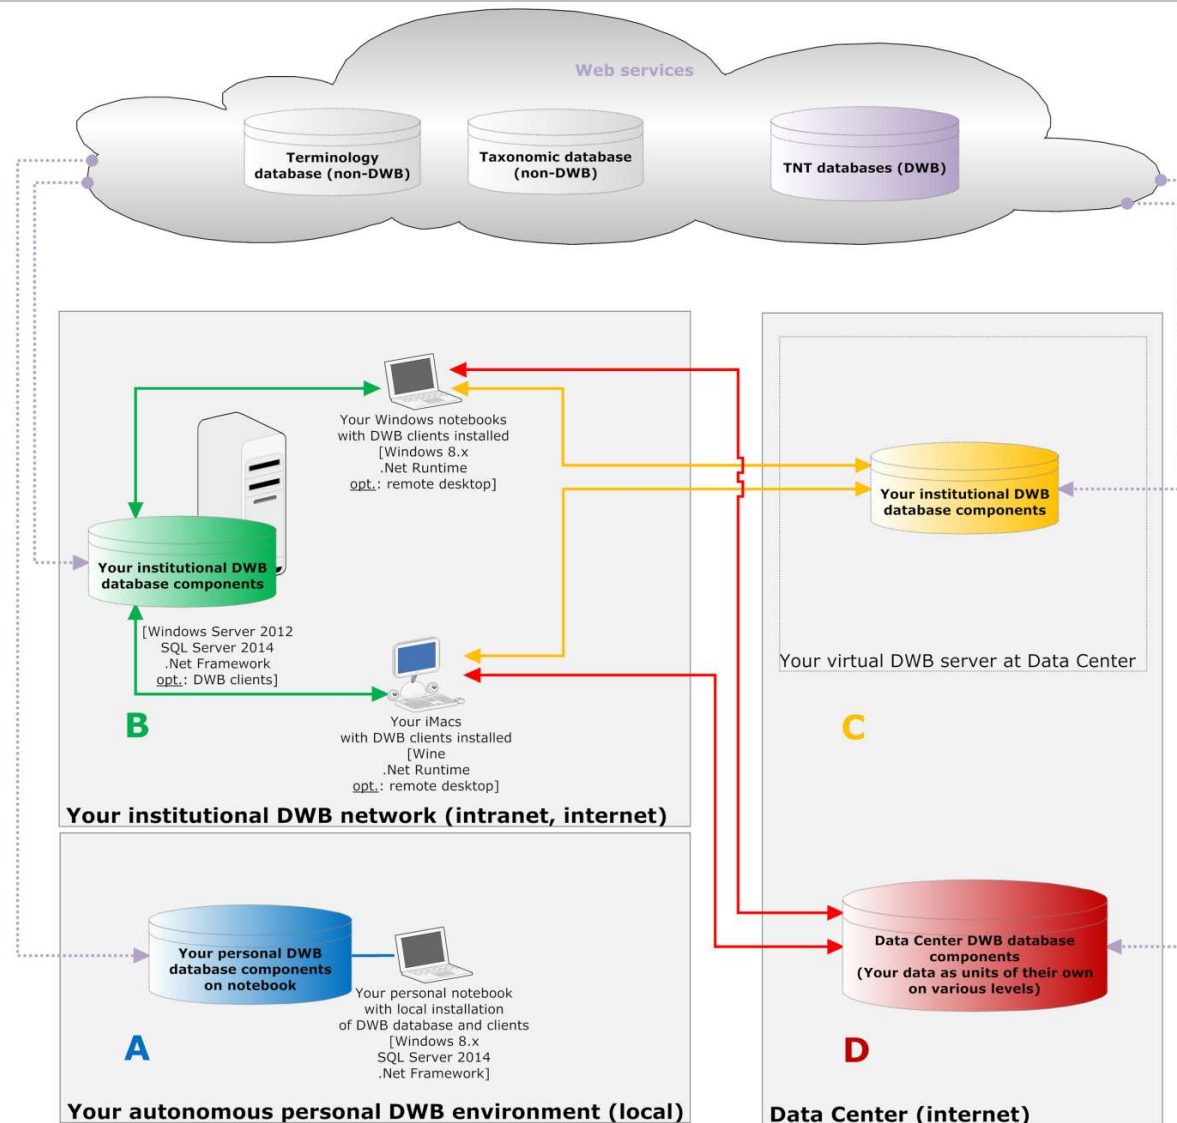 Web services
Terminology
database (non-DWB)
Taxonomic database
(non-DWB)
TNT databases (DWB)
Your Windows notebooks
with DWB clients installed
[Windows 8.x
.Net Runtime
opt.: remote desktop]
Your institutional DWB
database components
[Windows Server 2012
SQL Server 2014
.Net Framework
opt.: DWB clients]
B
Your iMacs
with DWB clients installed
[Wine
.Net Runtime
opt.: remote desktop]
Your institutional DWB network (intranet, internet)
Your institutional DWB
database components
Your virtual DWB server at Data Center
C
Your personal DWB
database components
on notebook
Your personal notebook
with local installation
of DWB database and clients
[Windows 8.x
SQL Server 2014
.Net Framework]
A
Your autonomous personal DWB environment (local)
Data Center DWB database
components
(Your data as units of their own
on various levels)
D
Data Center (internet)